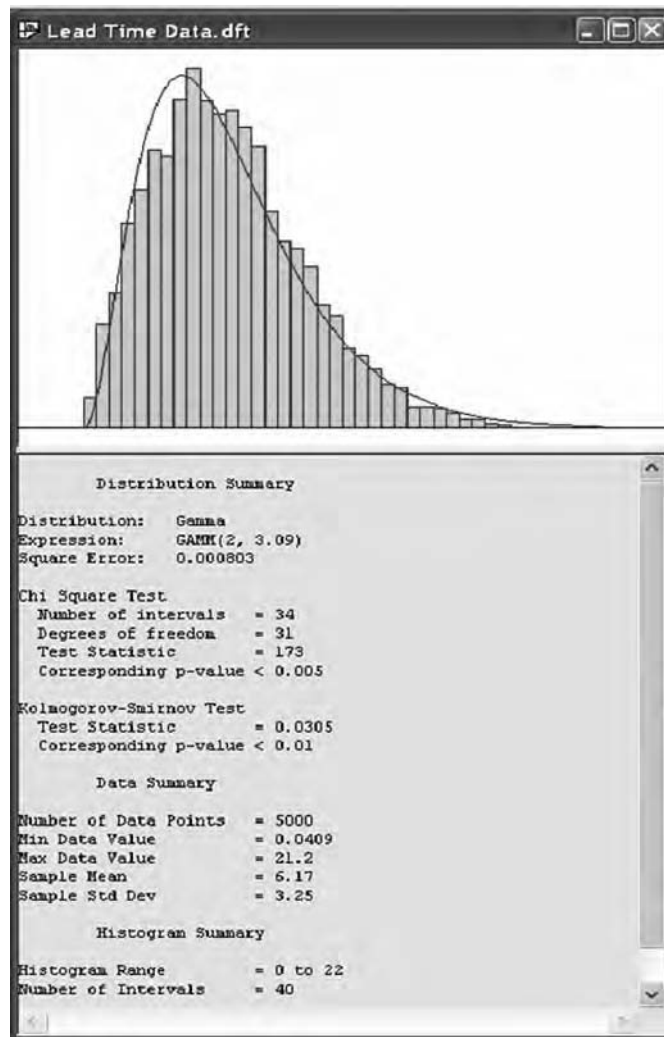 Lead Time Data.dft
Distribution Summary
Distribution: Gamma
Expression: GAMM(2, 3.09)
Square Error: 0.000803
Chi Square Test
Number of intervals = 34
Degrees of freedom = 31
Test Statistic = 173
Corresponding p-value < 0.005
Kolmogorov-Smirnov Test
Test Statistic = 0.0305
Corresponding p-value < 0.01
Data Summary
Number of Data Points = 5000
Min Data Value = 0.0409
Max Data Value = 21.2
Sample Mean = 6.17
Sample Std Dev = 3.25
Histogram Summary
Histogram Range = 0 to 22
Number of Intervals = 40